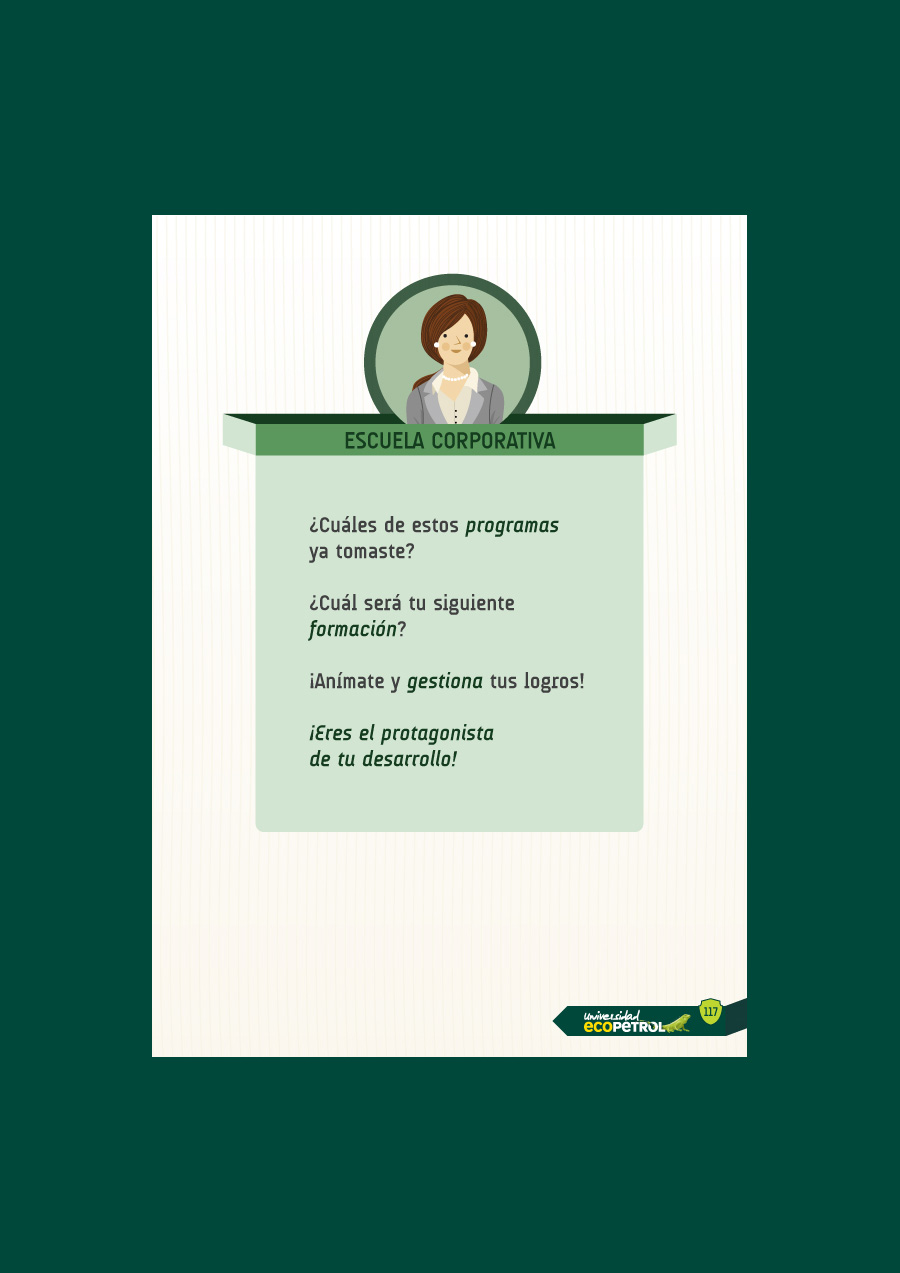 ESCUELA CORPORATIVA
¿Cuáles de estos programas
ya tomaste?
¿Cuál será tu siguiente
formación?
¡Anímate y gestiona tus logros!
¡Eres el protagonista
de tu desarrollo!
universidad
ecopetrol
117